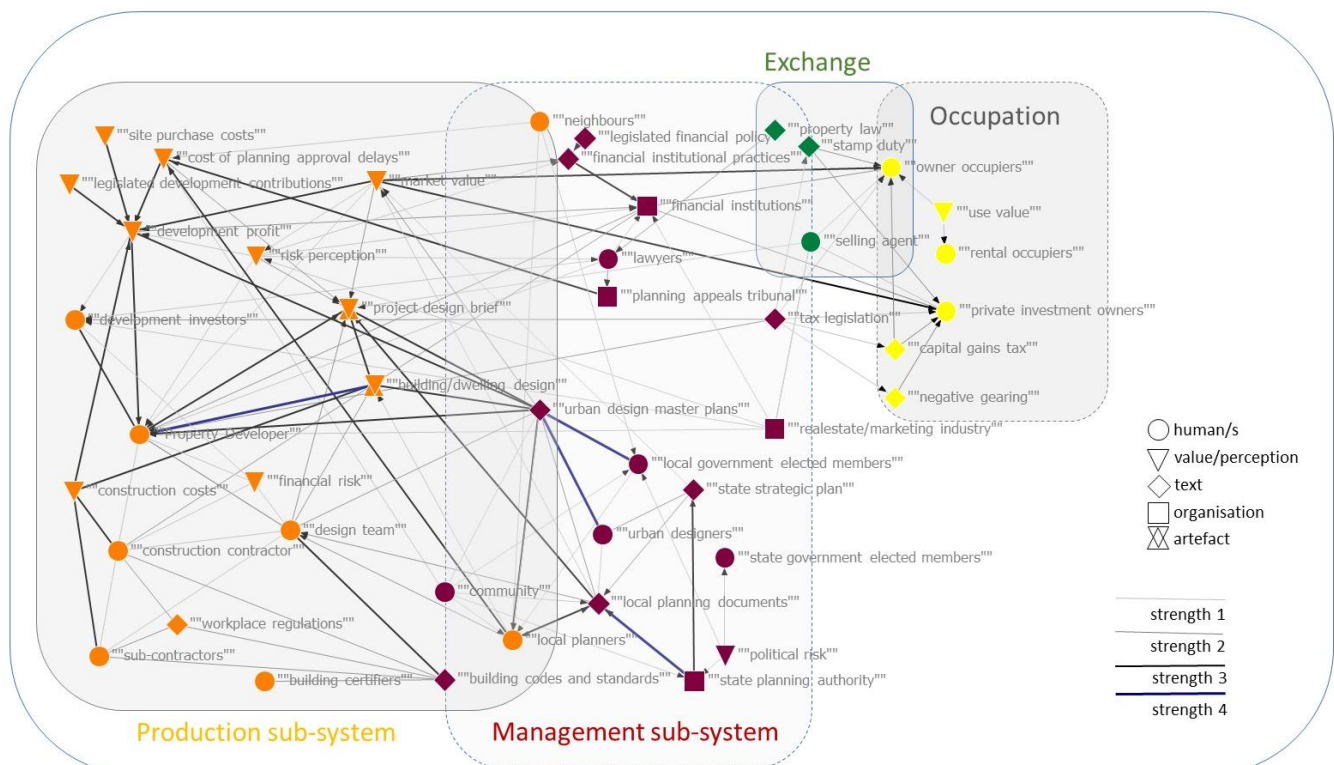 Exchange
Occupation
""neighbours""
""site purchase costs""
""legislated financial policy"
""property law""
""stamp duty""
""cost of planning approval delays""
""financial institutional practices""
""owner occupiers""
""legislated development contributions""
""market value""
""financial institutions""
""use value""
"development profit""
""selling agent""
""risk perception""
""lawyers""
""rental occupiers""
""planning appeals tribunal""
""project design brief"
""private investment owners""
""development investors""
""tax legislation""
""capital gains tax""
""building/dwelling design""
""negative gearing""
""urban design master plans""
"Property Developer""
""realestate/marketing industry""
human/s
value/perception
text
organisation
artefact
""local government elected members""
""financial risk""
""construction costs""
""state strategic plan""
""design team""
""urban designers""
""construction contractor""
""state government elected members""
""community""
""local planning documents""
""workplace regulations""
""local planners""
""sub-contractors""
""political risk""
""building certifiers""
""building codes and standards""
""state planning authority""
strength 1
strength 2
strength 3
strength 4
Production sub-system
Management sub-system